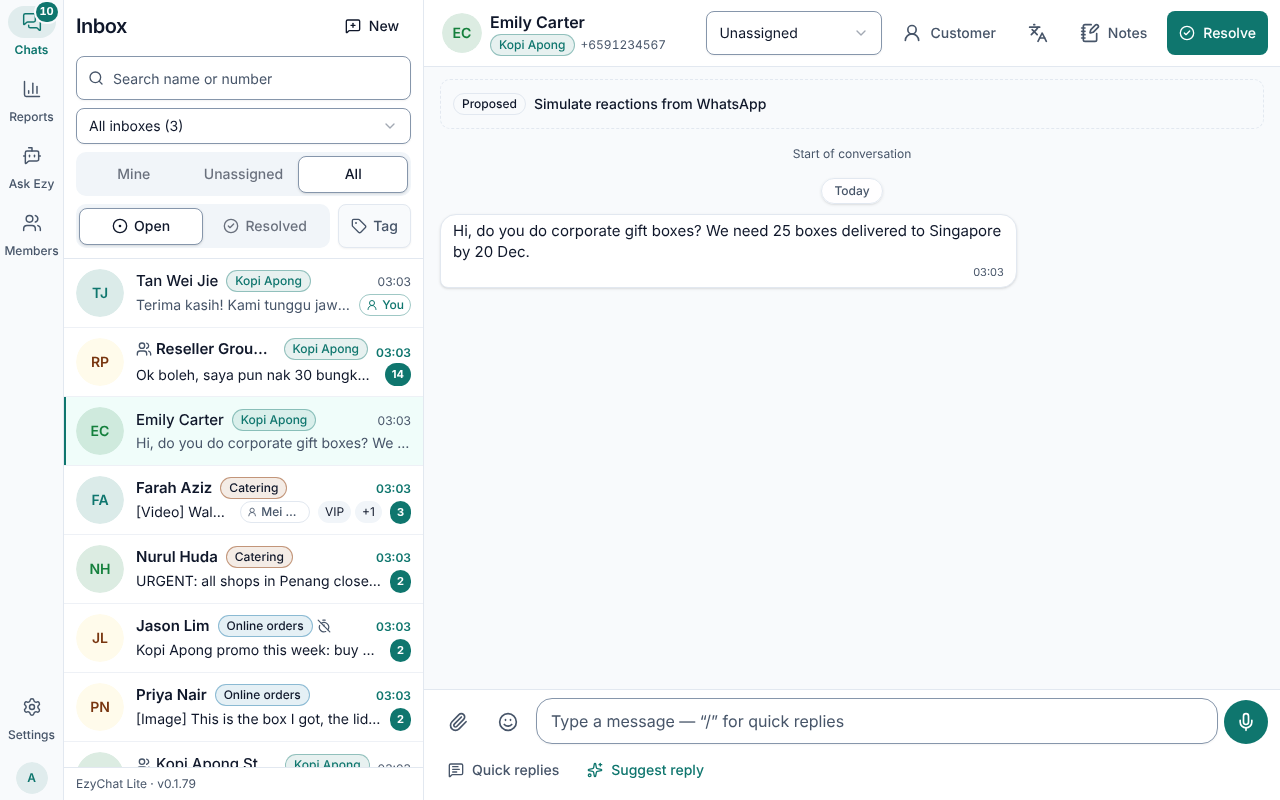 10
Chats
Reports
Ask Ezy
Members
Settings
A
Inbox
New
Search name or number
All inboxes (3)
Mine
Unassigned
All
Open
Resolved
Tag
TJ
Tan Wei Jie
Kopi Apong
03:03
Terima kasih! Kami tunggu jaw...
You
RP
Reseller Grou...
Kopi Apong
03:03
Ok boleh, saya pun nak 30 bungk...
14
EC
Emily Carter
Kopi Apong
03:03
Hi, do you do corporate gift boxes? We ...
FA
Farah Aziz
Catering
03:03
[Video] Wal...
Mei ...
VIP
+1
3
NH
Nurul Huda
Catering
03:03
URGENT: all shops in Penang close...
2
JL
Jason Lim
Online orders
03:03
Kopi Apong promo this week: buy ...
2
PN
Priya Nair
Online orders
03:03
[Image] This is the box I got, the lid...
2
Kopi Apong St...
Kopi Apong
03:03
EzyChat Lite · v0.1.79
EC
Emily Carter
Kopi Apong
+6591234567
Unassigned
Customer
Notes
Resolve
Proposed
Simulate reactions from WhatsApp
Start of conversation
Today
Hi, do you do corporate gift boxes? We need 25 boxes delivered to Singapore
by 20 Dec.
03:03
Type a message — “/” for quick replies
Quick replies
Suggest reply